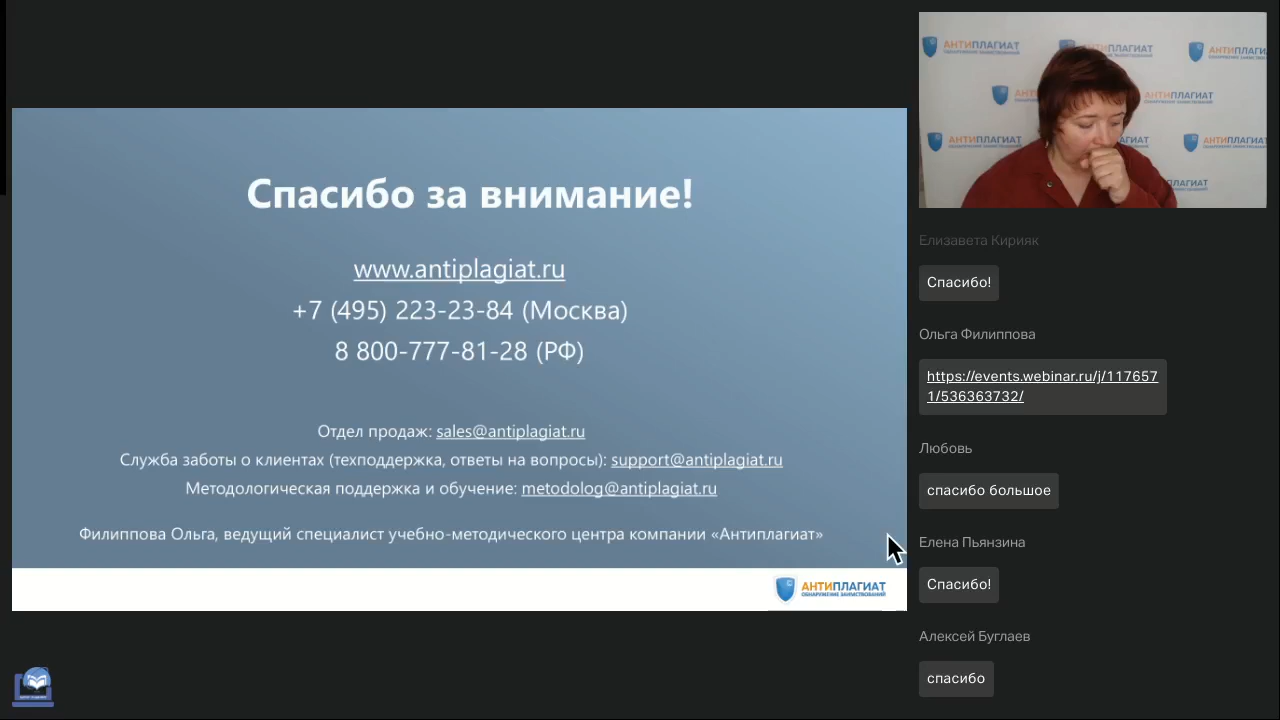 Спасибо за внимание!
www.antiplagiat.ru
+7 (495) 223-23-84 (Москва)
8 800-777-81-28 (РФ)
Отдел продаж: sales@antiplagiat.ru
Служба заботы о клиентах (техподдержка, ответы на вопросы): support@antiplagiat.ru
Методологическая поддержка и обучение: metodolog@antiplagiat.ru
Филиппова Ольга, ведущий специалист учебно-методического центра компании «Антиплагиат»
АНТИПЛАГИАТ
ОБНАРУЖЕНИЕ ЗАИМСТВОВАНИЙ
АНТИПЛАГИАТ
Елизавета Кирияк
Спасибо!
Ольга Филиппова
https://events.webinar.ru/j/117657
1/536363732/
Любовь
спасибо большое
Елена Пьянзина
Спасибо!
Алексей Буглаев
спасибо